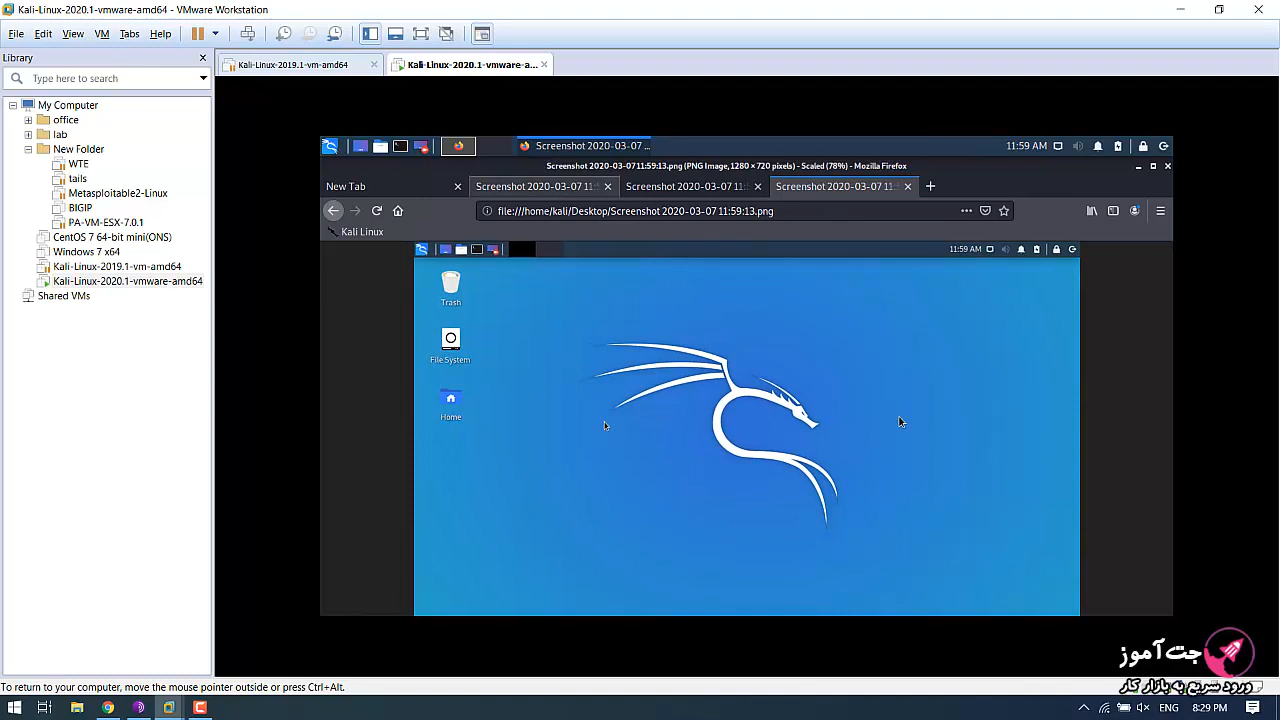 Kali-Linux-2020.1-vmware-amd64 - VMware Workstation
File Edit View VM Tabs Help
Library
Type here to search
My Computer
office
lab
New Folder
WTE
tails
Metasploitable2-Linux
BIGIP
PA-VM-ESX-7.0.1
CentOS 7 64-bit mini(ONS)
Windows 7 x64
Kali-Linux-2019.1-vm-amd64
Kali-Linux-2020.1-vmware-amd64
Shared VMs
Kali-Linux-2019.1-vm-amd64
Kali-Linux-2020.1-vmware-a...
Screenshot 2020-03-07 ...
11:59 AM
Screenshot 2020-03-07 11:59:13.png (PNG Image, 1280 × 720 pixels) - Scaled (78%) - Mozilla Firefox
New Tab
Screenshot 2020-03-07 11:5
Screenshot 2020-03-07 11:5
Screenshot 2020-03-07 11:5
file:///home/kali/Desktop/Screenshot 2020-03-07 11:59:13.png
Kali Linux
11:59 AM
Trash
File System
Home
جت‌آموز
ورود سریع به بازار کار
To return to your computer, move the mouse pointer outside or press Ctrl+Alt.
ENG 8:29 PM